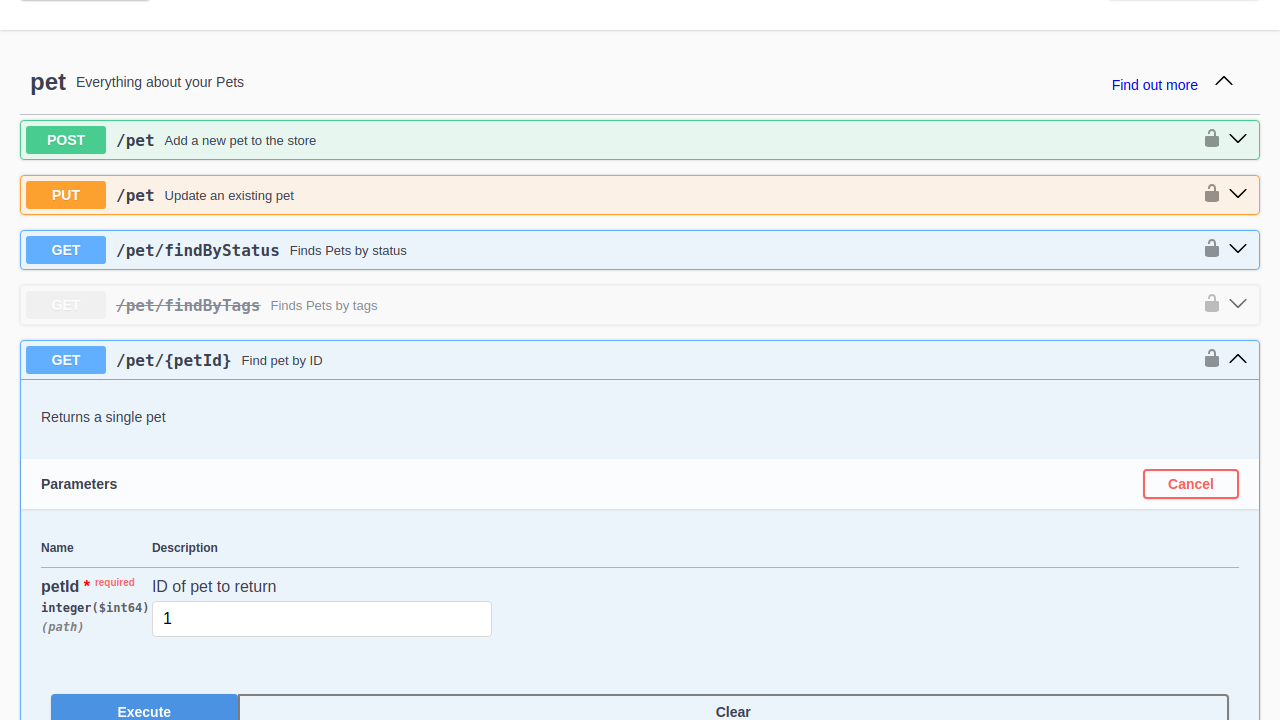 pet Everything about your Pets Find out more
POST /pet Add a new pet to the store
PUT /pet Update an existing pet
GET /pet/findByStatus Finds Pets by status
GET /pet/findByTags Finds Pets by tags
GET /pet/{petId} Find pet by ID
Returns a single pet
Parameters Cancel
Name Description
petId * required ID of pet to return
integer($int64)
1
(path)
Execute Clear